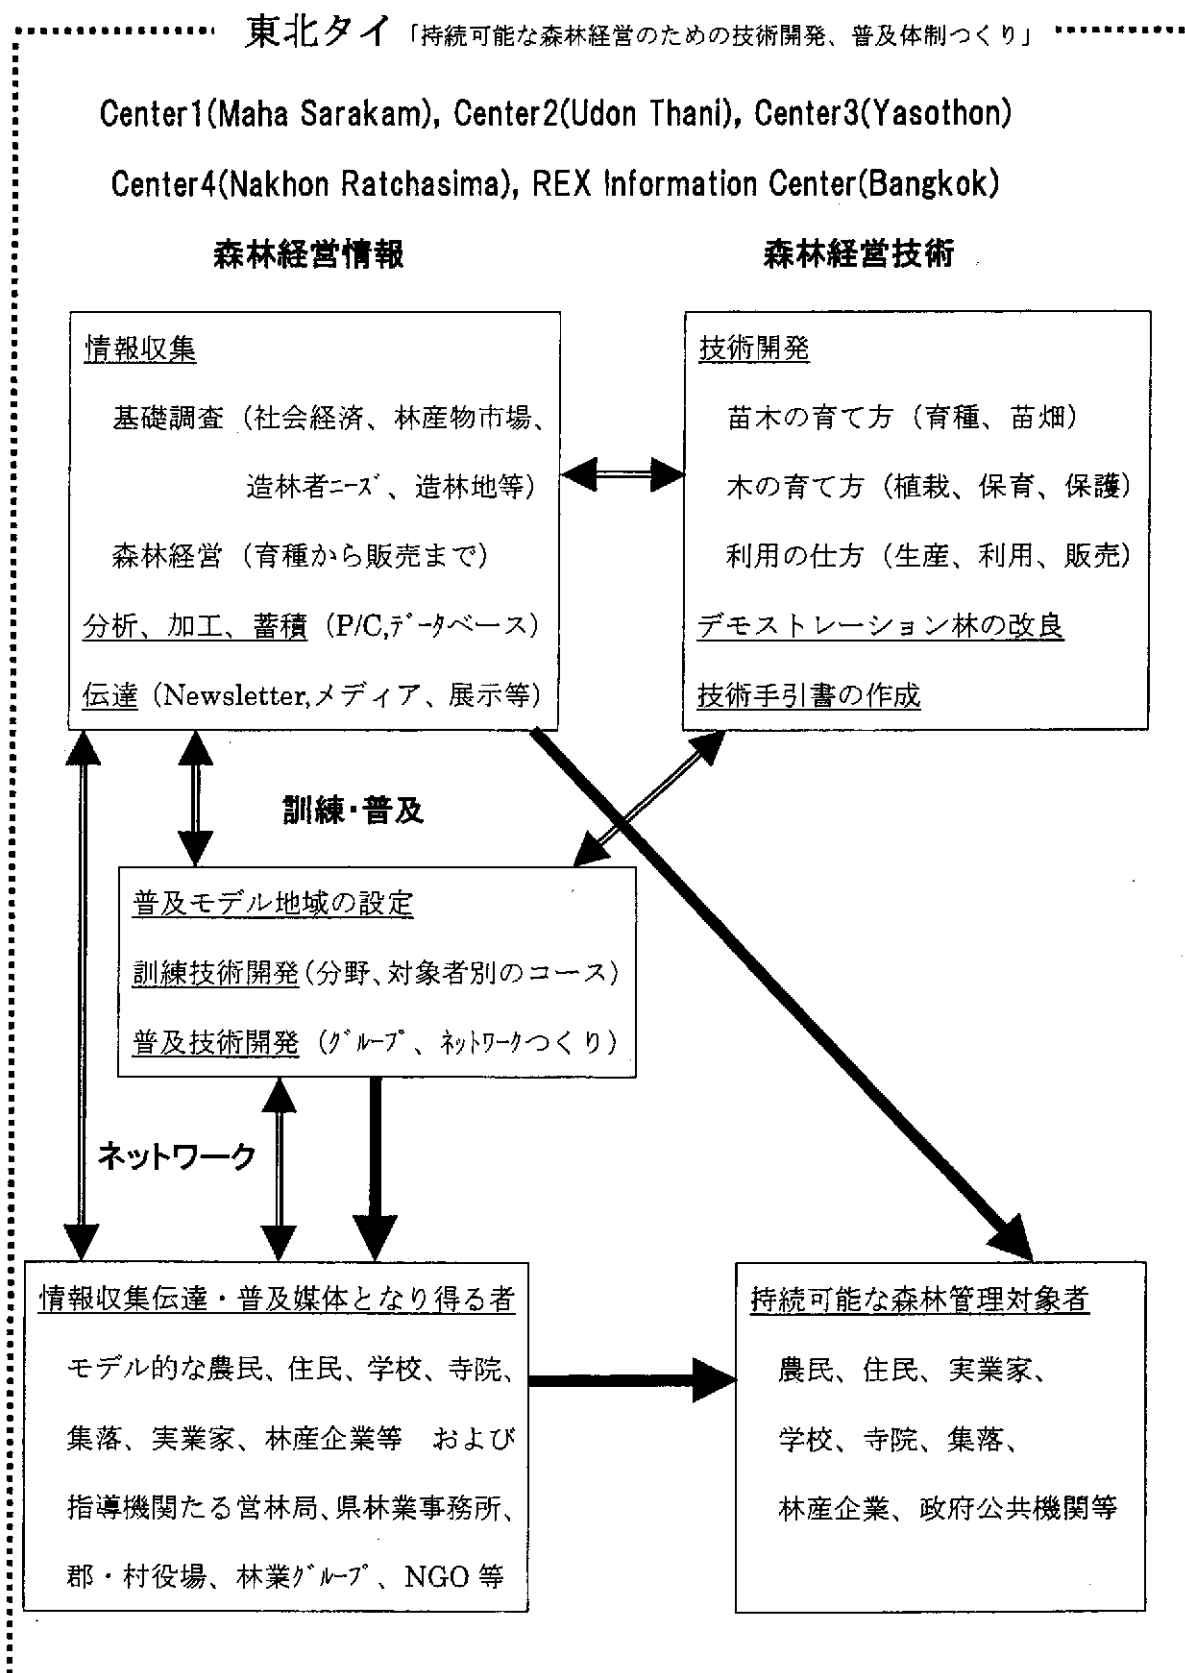 東北タイ「持続可能な森林経営のための技術開発、普及体制つくり」
Center1(Maha Sarakam), Center2(Udon Thani), Center3(Yasothon)
Center4(Nakhon Ratchasima), REX Information Center(Bangkok)
森林経営情報
情報収集
基礎調査（社会経済、林産物市場、
造林者ﾆｰｽﾞ、造林地等）
森林経営（育種から販売まで）
分析、加工、蓄積（P/C,ﾃﾞｰﾀベース）
伝達（Newsletter,メディア、展示等）
森林経営技術
技術開発
苗木の育て方（育種、苗畑）
木の育て方（植栽、保育、保護）
利用の仕方（生産、利用、販売）
デモストレーション林の改良
技術手引書の作成
訓練・普及
普及モデル地域の設定
訓練技術開発(分野、対象者別のコース)
普及技術開発（ｸﾞﾙｰﾌﾟ、ﾈｯﾄﾜｰｸつくり）
ネットワーク
情報収集伝達・普及媒体となり得る者
モデル的な農民、住民、学校、寺院、
集落、実業家、林産企業等　および
指導機関たる営林局、県林業事務所、
郡・村役場、林業ｸﾞﾙｰﾌﾟ、NGO 等
持続可能な森林管理対象者
農民、住民、実業家、
学校、寺院、集落、
林産企業、政府公共機関等